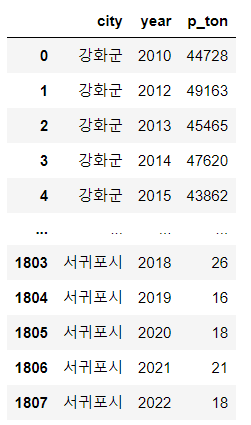 city year p_ton
0 강화군 2010 44728
1 강화군 2012 49163
2 강화군 2013 45465
3 강화군 2014 47620
4 강화군 2015 43862
... ... ... ...
1803 서귀포시 2018 26
1804 서귀포시 2019 16
1805 서귀포시 2020 18
1806 서귀포시 2021 21
1807 서귀포시 2022 18